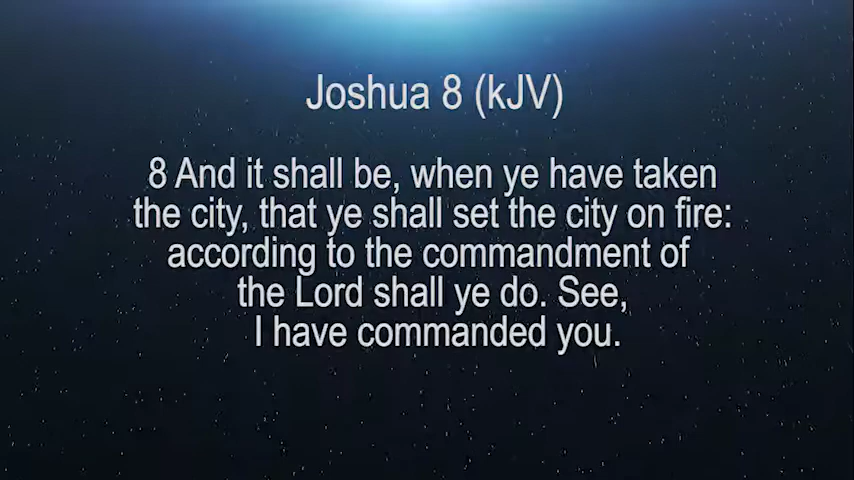 Joshua 8 (kJV)
8 And it shall be, when ye have taken
the city, that ye shall set the city on fire:
according to the commandment of
the Lord shall ye do. See,
I have commanded you.